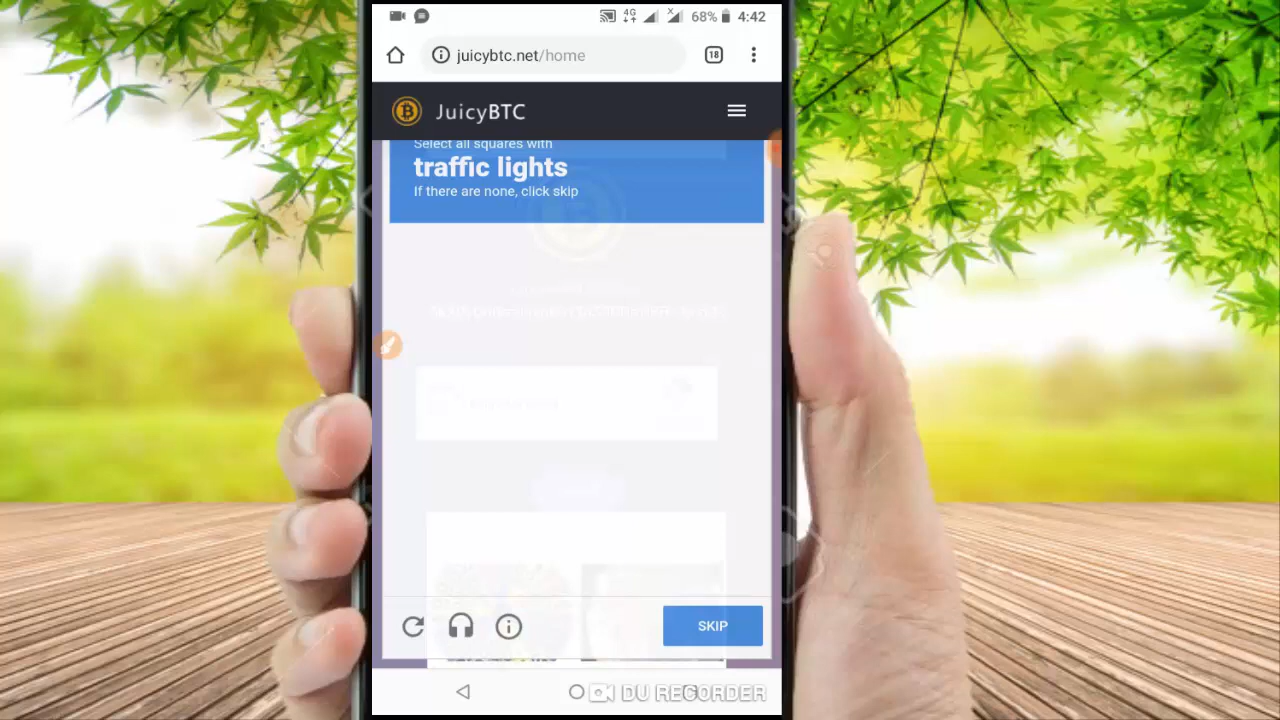 68% 4:42
juicybtc.net/home
18
JuicyBTC
Select all squares with
traffic lights
If there are none, click skip
SKIP
DU RECORDER